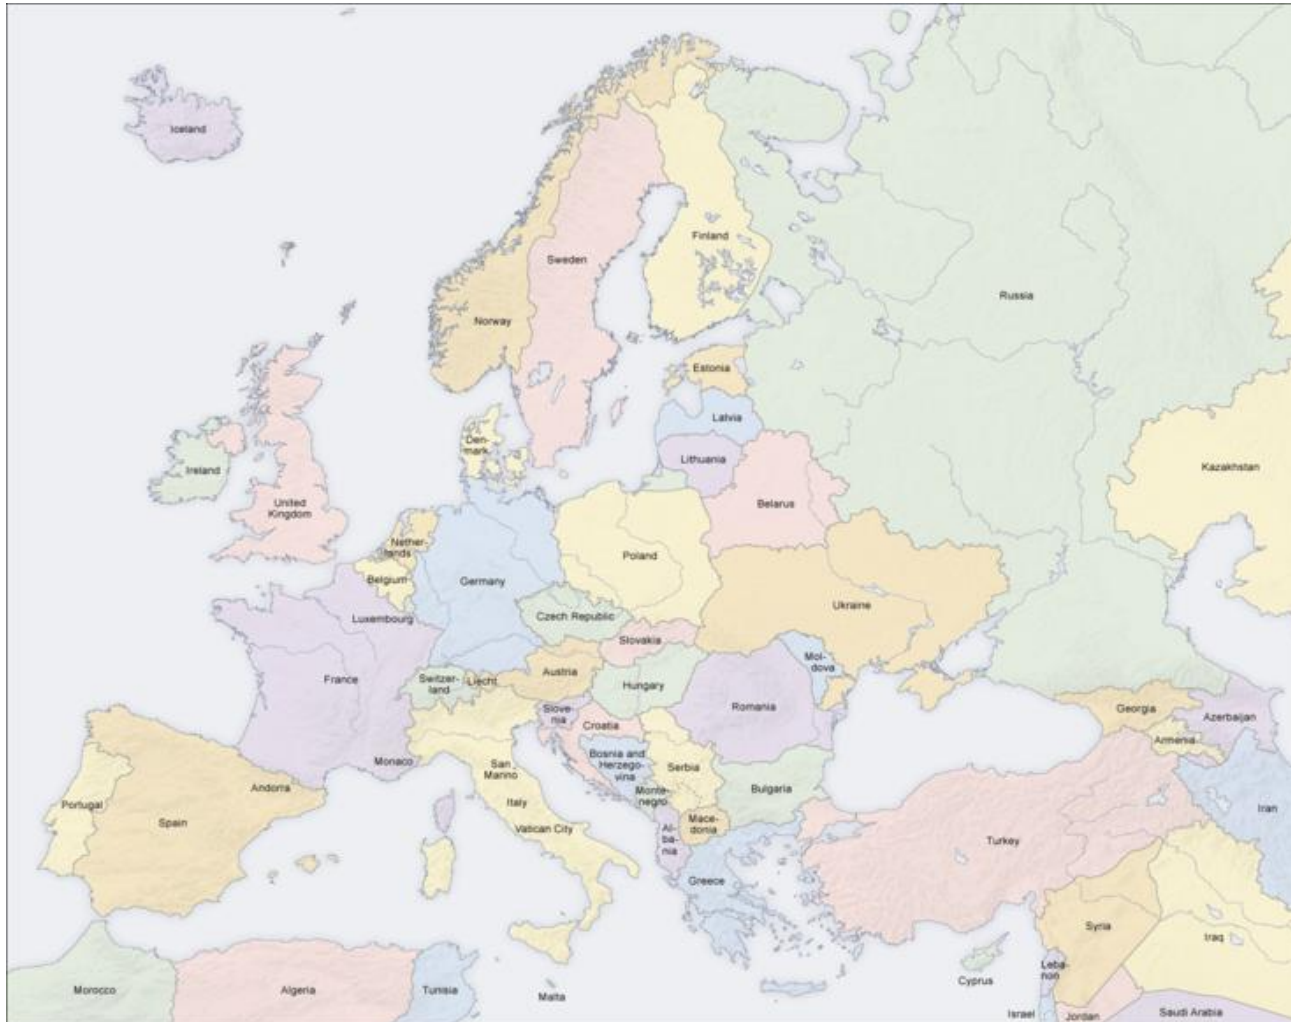 Iceland
Finland
Sweden
Russia
Norway
Estonia
Latvia
Den-
mark
Lithuania
Ireland
Kazakhstan
United
Kingdom
Belarus
Nether-
lands
Poland
Belgium
Germany
Ukraine
Luxembourg
Czech Republic
Slovakia
Mol-
dova
Austria
Switzer-
land
Liecht.
France
Hungary
Romania
Slove-
nia
Georgia
Azerbaijan
Croatia
Armenia
Monaco
San
Marino
Bosnia and
Herzego-
vina
Serbia
Andorra
Bulgaria
Monte-
negro
Portugal
Spain
Italy
Iran
Vatican City
Mace-
donia
Al-
ba-
nia
Turkey
Greece
Syria
Iraq
Leba-
non
Cyprus
Morocco
Algeria
Tunisia
Malta
Israel
Jordan
Saudi Arabia